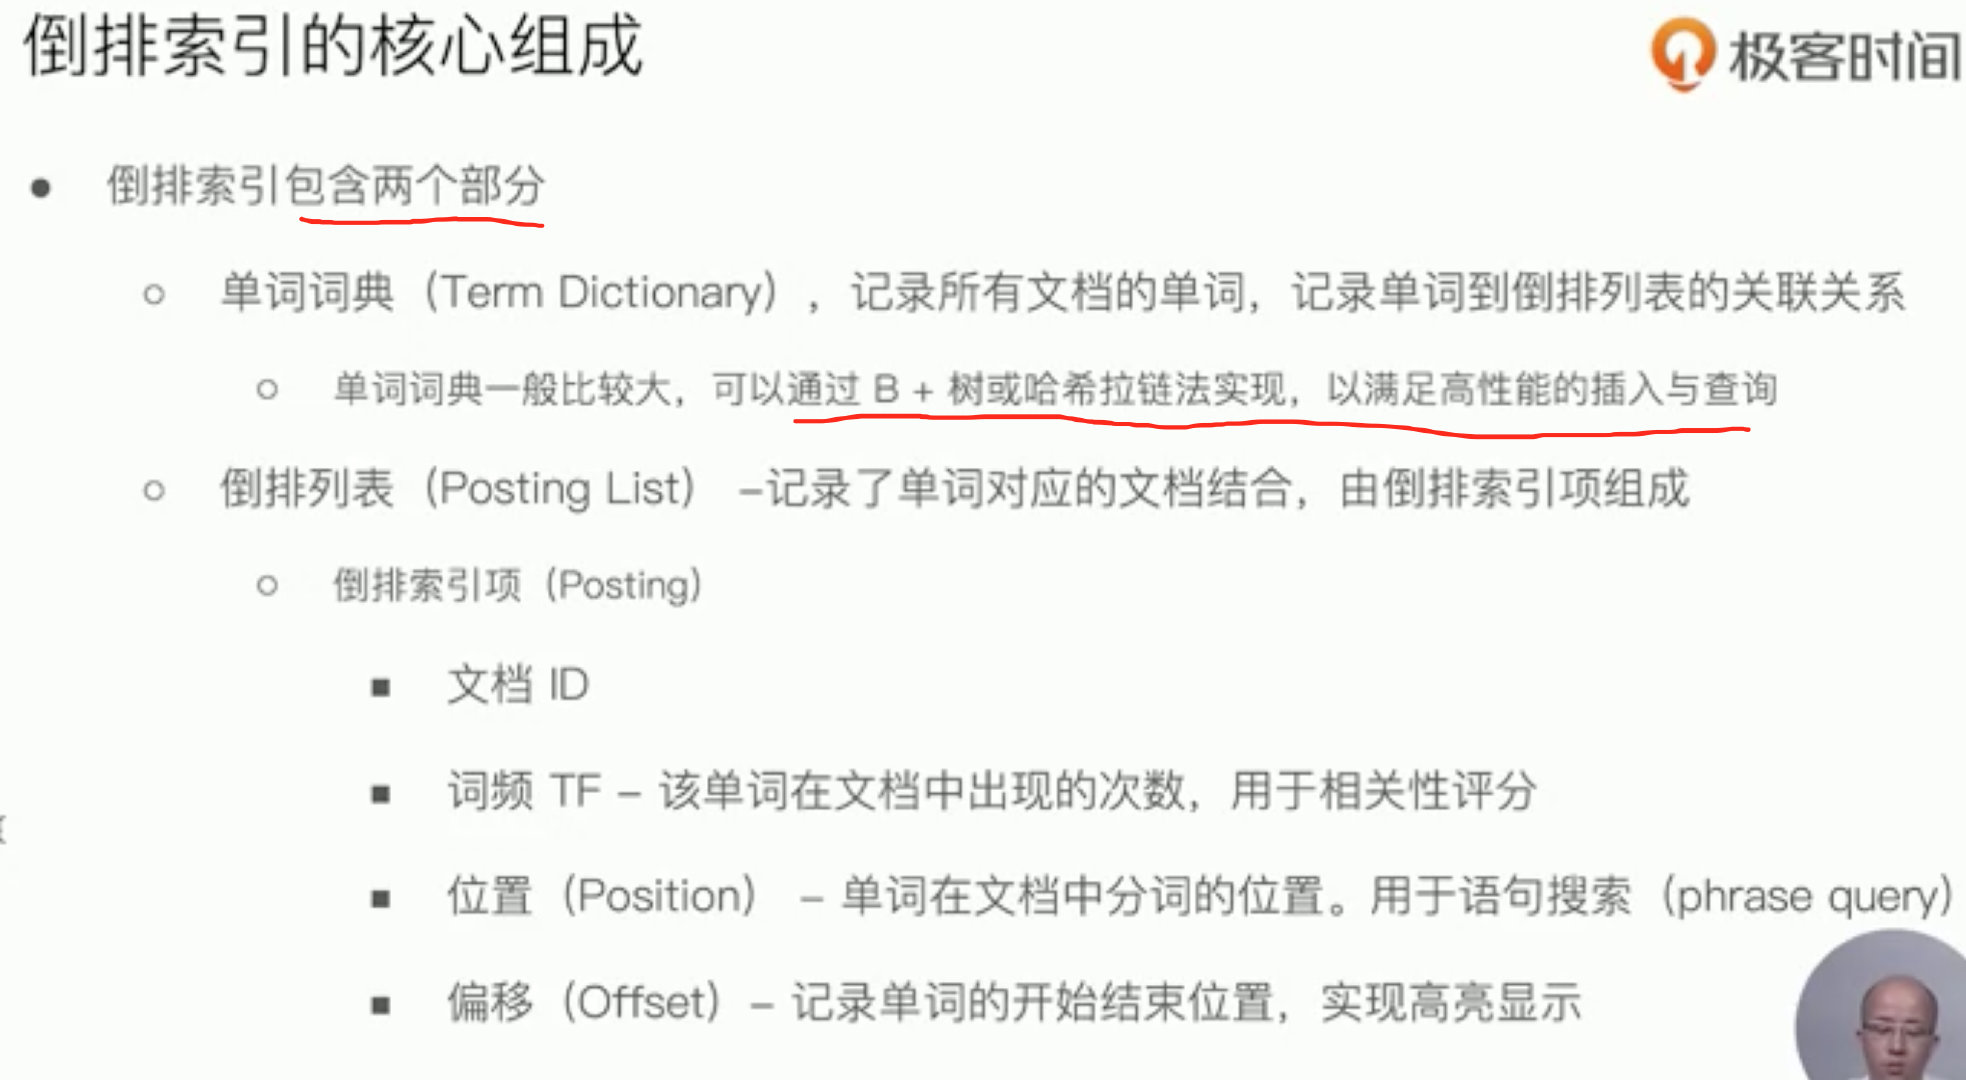 倒排索引的核心组成
极客时间
倒排索引包含两个部分
单词词典（Term Dictionary），记录所有文档的单词，记录单词到倒排列表的关联关系
单词词典一般比较大，可以通过 B + 树或哈希拉链法实现，以满足高性能的插入与查询
倒排列表（Posting List） –记录了单词对应的文档结合，由倒排索引项组成
倒排索引项（Posting）
文档 ID
词频 TF – 该单词在文档中出现的次数，用于相关性评分
位置（Position） – 单词在文档中分词的位置。用于语句搜索（phrase query）
偏移（Offset）– 记录单词的开始结束位置，实现高亮显示